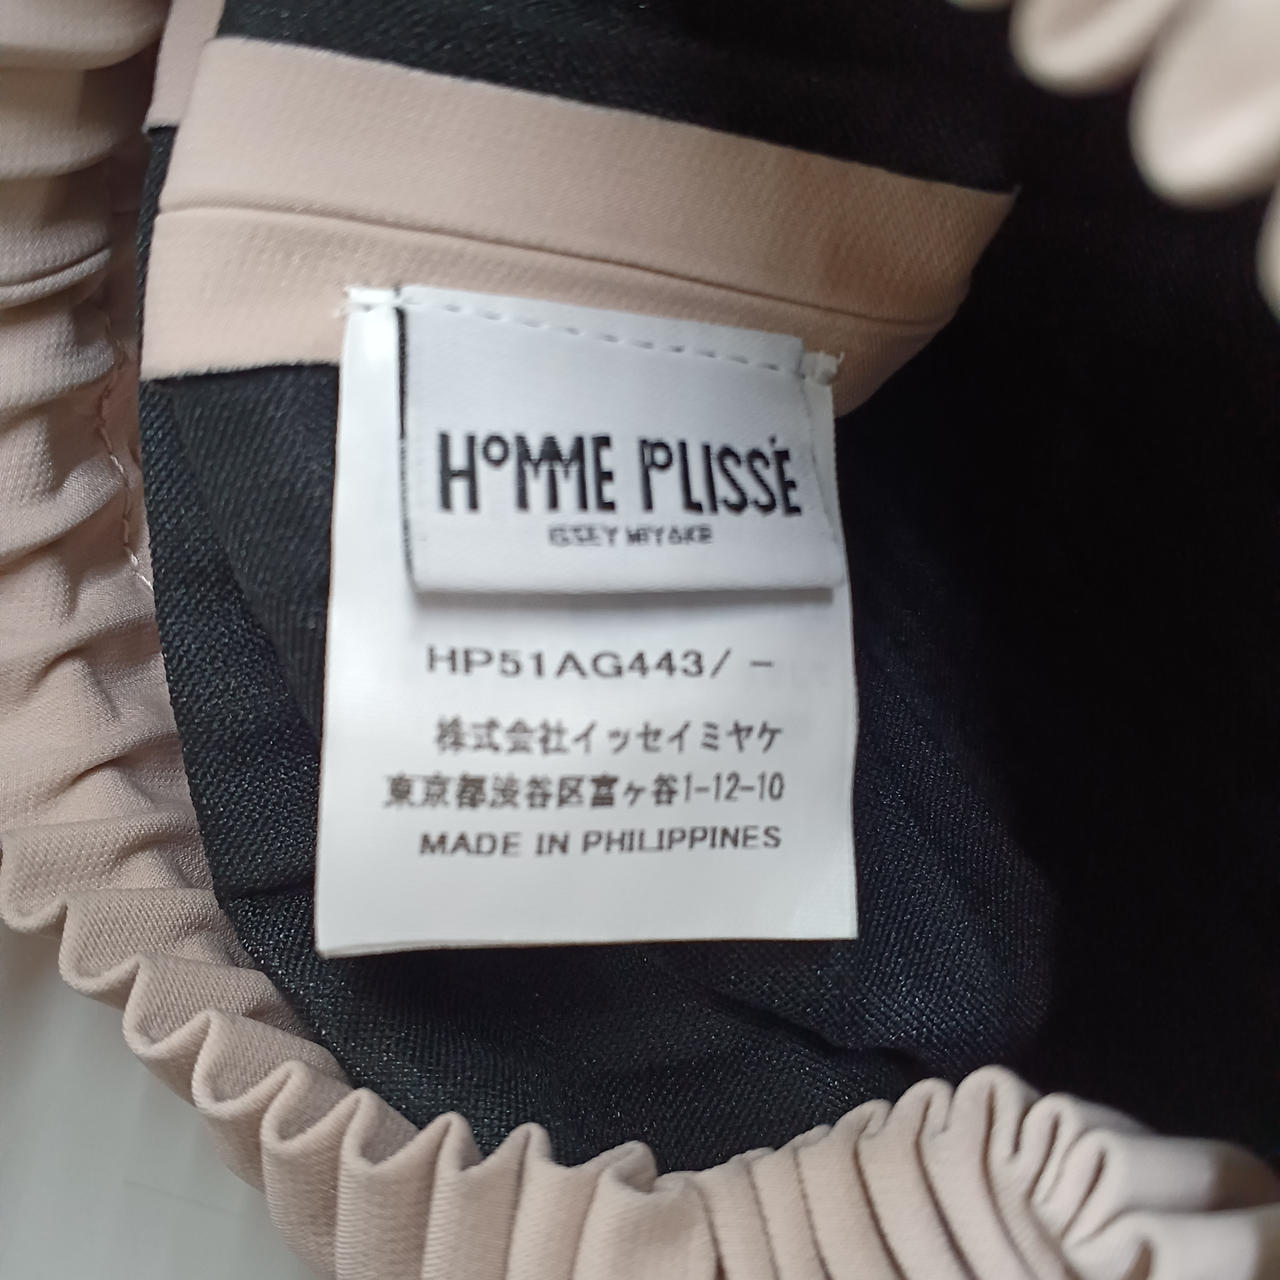 HOMME PLISSÉ
ISSEY MIYAKE
HP51AG443/ -
株式会社イッセイミヤケ
東京都渋谷区富ヶ谷1-12-10
MADE IN PHILIPPINES